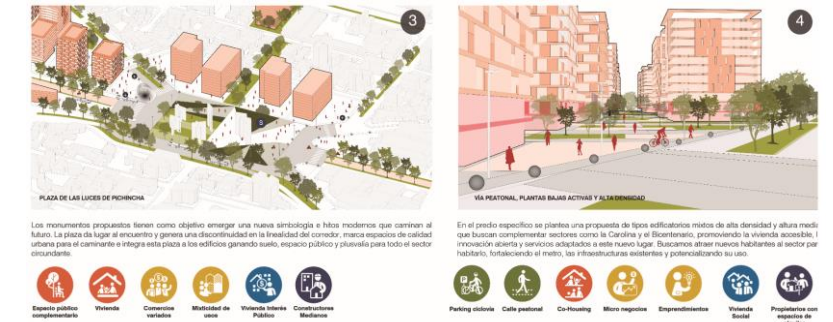 3
PLAZA DE LAS LUCES DE PICHINCHA
Los monumentos propuestos tienen como objetivo emerger una nueva simbología e hitos modernos que caminan al
futuro. La plaza da lugar al encuentro y genera una discontinuidad en la linealidad del corredor, marca espacios de calidad
urbana para el caminante e integra esta plaza a los edificios ganando suelo, espacio público y plusvalía para todo el sector
circundante.
Espacio público
complementario
Vivienda
Comercios
variados
Mixticidad de
usos
Vivienda Interés
Público
Constructores
Medianos
4
VÍA PEATONAL, PLANTAS BAJAS ACTIVAS Y ALTA DENSIDAD
En el predio específico se plantea una propuesta de tipos edificatorios mixtos de alta densidad y altura media
que buscan complementar sectores como la Carolina y el Bicentenario, promoviendo la vivienda accesible,
innovación abierta y servicios adaptados a este nuevo lugar. Buscamos atraer nuevos habitantes al sector par
habitarlo, fortaleciendo el metro, las infraestructuras existentes y potencializando su uso.
Parking ciclovía
Calle peatonal
Co-Housing
Micro negocios
Emprendimientos
Vivienda
Social
Propietarios con
espacios de